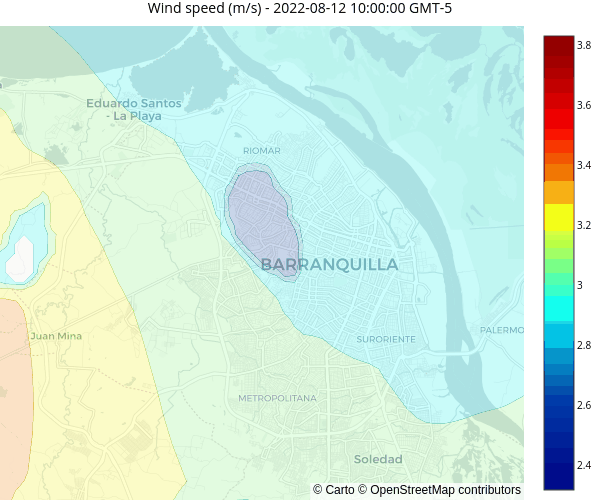 Wind speed (m/s) - 2022-08-12 10:00:00 GMT-5
3.8
3.6
3.4
3.2
3
2.8
2.6
2.4
Eduardo Santos
- La Playa
RIOMAR
BARRANQUILLA
Juan Mina
SURORIENTE
PALERMO
METROPOLITANA
Soledad
© Carto © OpenStreetMap contributors